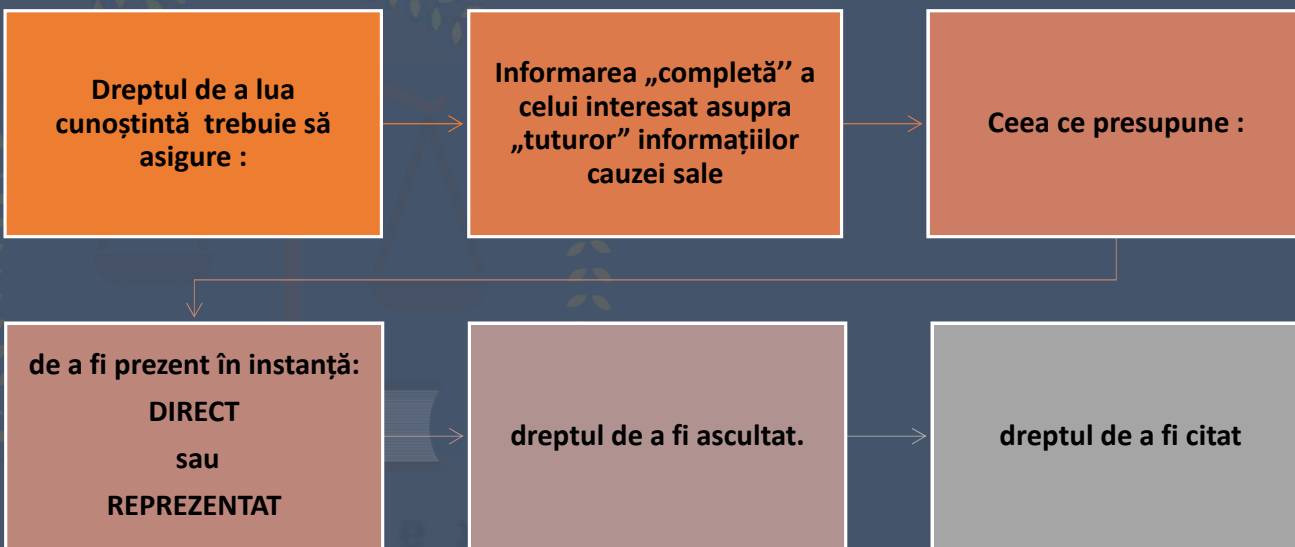 Dreptul de a lua
cunoștintă trebuie să
asigure :
Informarea „completă’’ a
celui interesat asupra
„tuturor” informațiilor
cauzei sale
Ceea ce presupune :
de a fi prezent în instanță:
DIRECT
sau
REPREZENTAT
dreptul de a fi ascultat.
dreptul de a fi citat